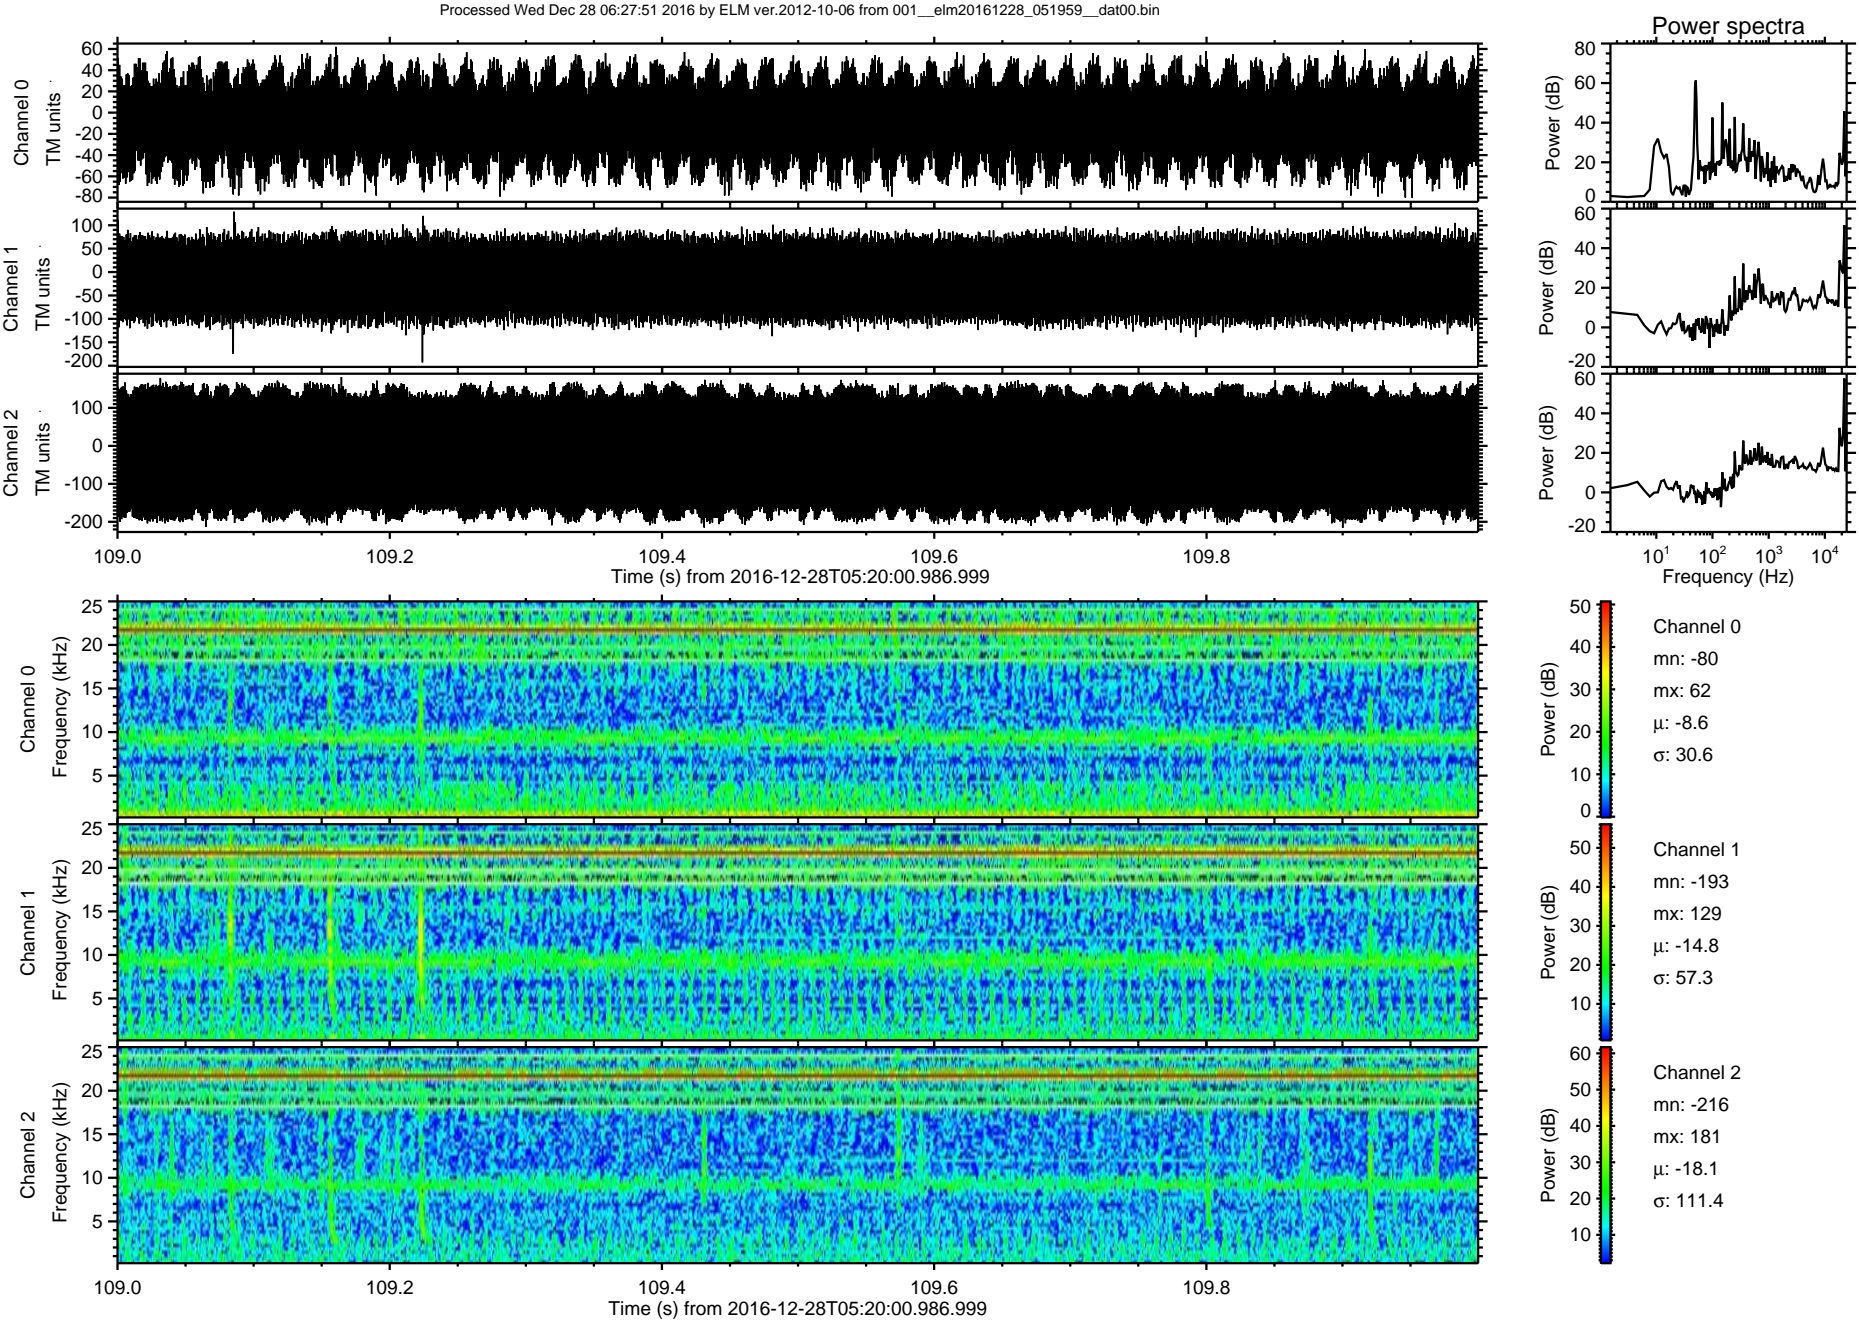 Processed Wed Dec 28 06:27:51 2016 by ELM ver.2012-10-06 from 001__elm20161228_051959__dat00.bin
Power spectra
Channel 0
TM units
60
40
20
0
-20
-40
-60
-80
Power (dB)
80
60
40
20
0
Channel 1
TM units
100
50
0
-50
-100
-150
-200
Power (dB)
60
40
20
0
-20
Channel 2
TM units
100
0
-100
-200
Power (dB)
60
40
20
0
-20
109.0 109.2 109.4 109.6 109.8
Time (s) from 2016-12-28T05:20:00.986.999
10¹ 10² 10³ 10⁴
Frequency (Hz)
Channel 0
Frequency (kHz)
25
20
15
10
5
Power (dB)
50
40
30
20
10
0
Channel 0
mn: -80
mx: 62
μ: -8.6
σ: 30.6
Channel 1
Frequency (kHz)
25
20
15
10
5
Power (dB)
50
40
30
20
10
Channel 1
mn: -193
mx: 129
μ: -14.8
σ: 57.3
Channel 2
Frequency (kHz)
25
20
15
10
5
Power (dB)
60
50
40
30
20
10
Channel 2
mn: -216
mx: 181
μ: -18.1
σ: 111.4
109.0 109.2 109.4 109.6 109.8
Time (s) from 2016-12-28T05:20:00.986.999